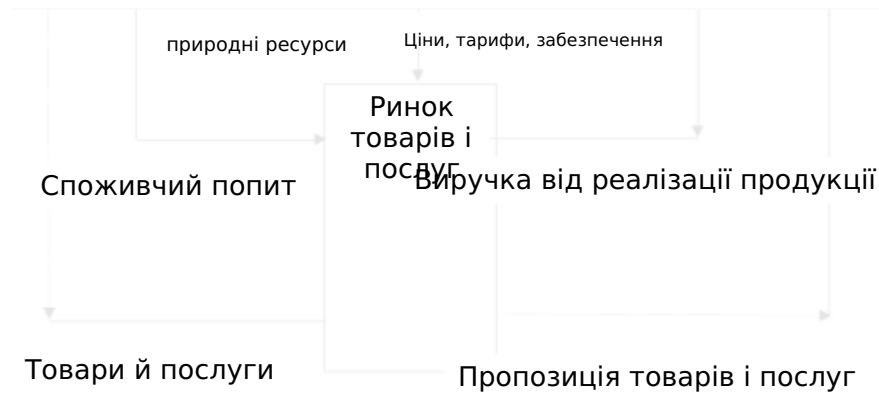 природні ресурси
Ціни, тарифи, забезпечення
Ринок
товарів і
послуг
Споживчий попит
Виручка від реалізації продукції
Товари й послуги
Пропозиція товарів і послуг